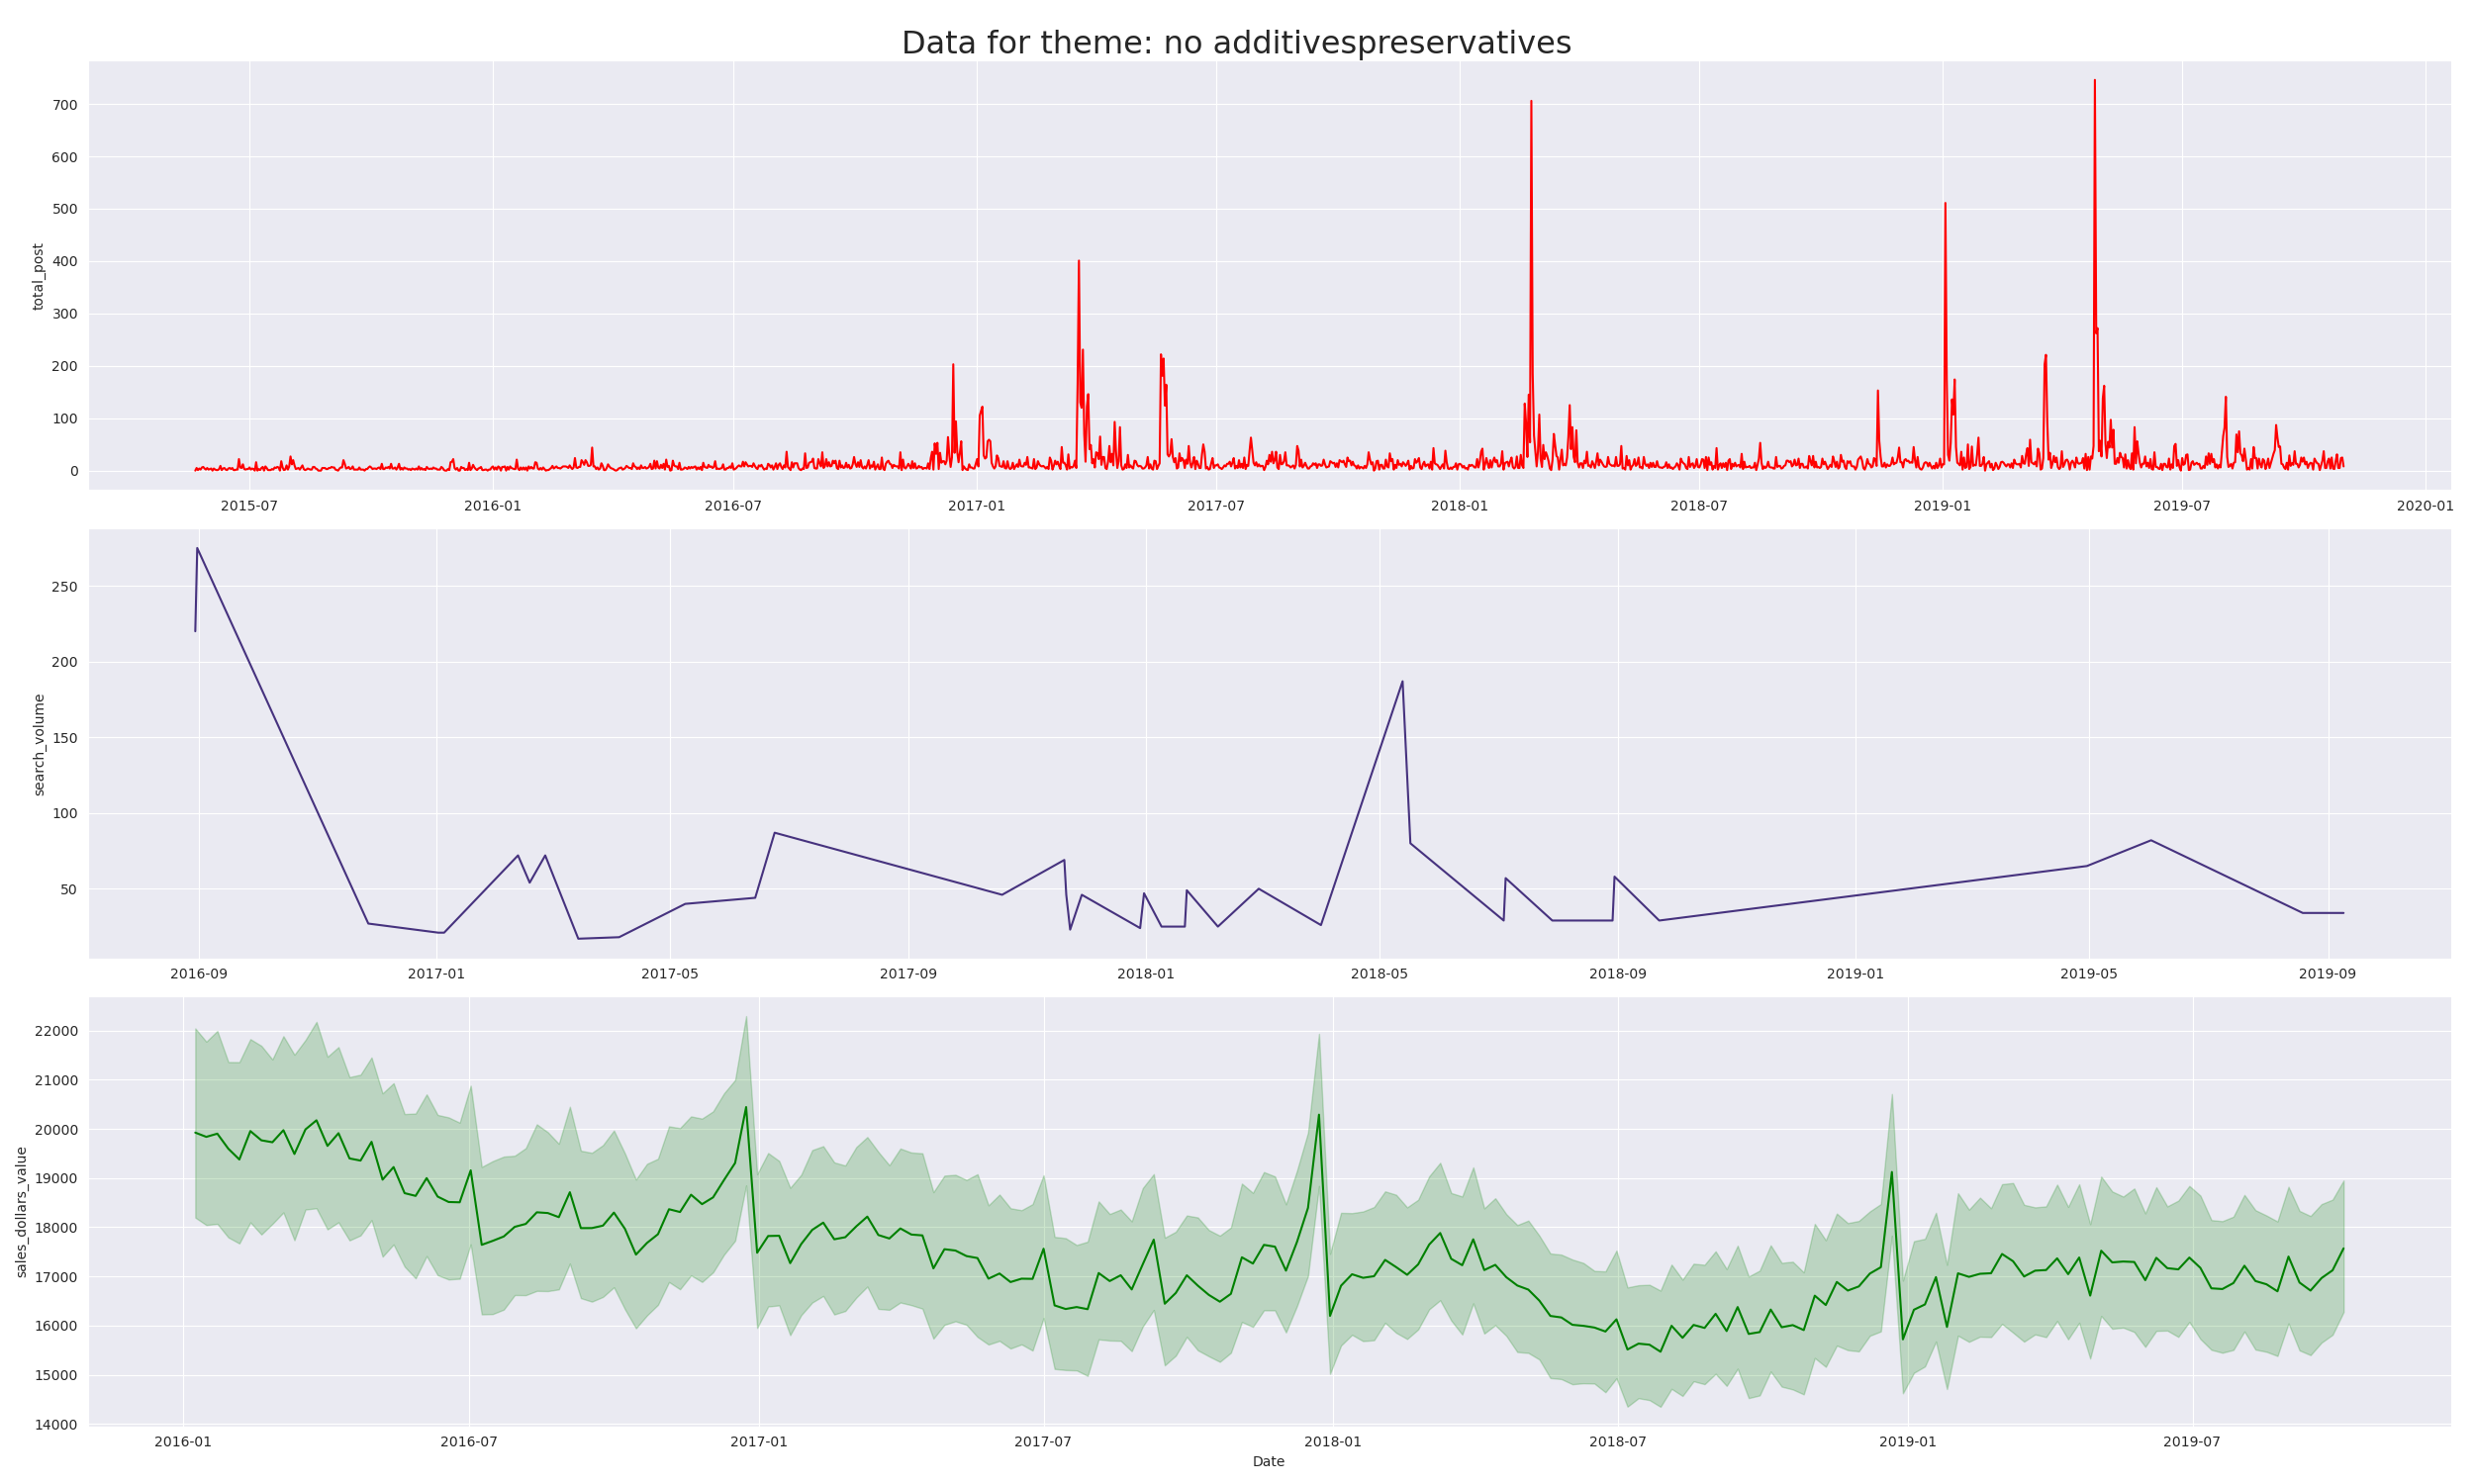 Data for theme: no additivespreservatives
700
600
500
400
300
200
100
0
total_post
2015-07 2016-01 2016-07 2017-01 2017-07 2018-01 2018-07 2019-01 2019-07 2020-01
250
200
150
100
50
search_volume
2016-09 2017-01 2017-05 2017-09 2018-01 2018-05 2018-09 2019-01 2019-05 2019-09
22000
21000
20000
19000
18000
17000
16000
15000
14000
sales_dollars_value
2016-01 2016-07 2017-01 2017-07 2018-01 2018-07 2019-01 2019-07
Date